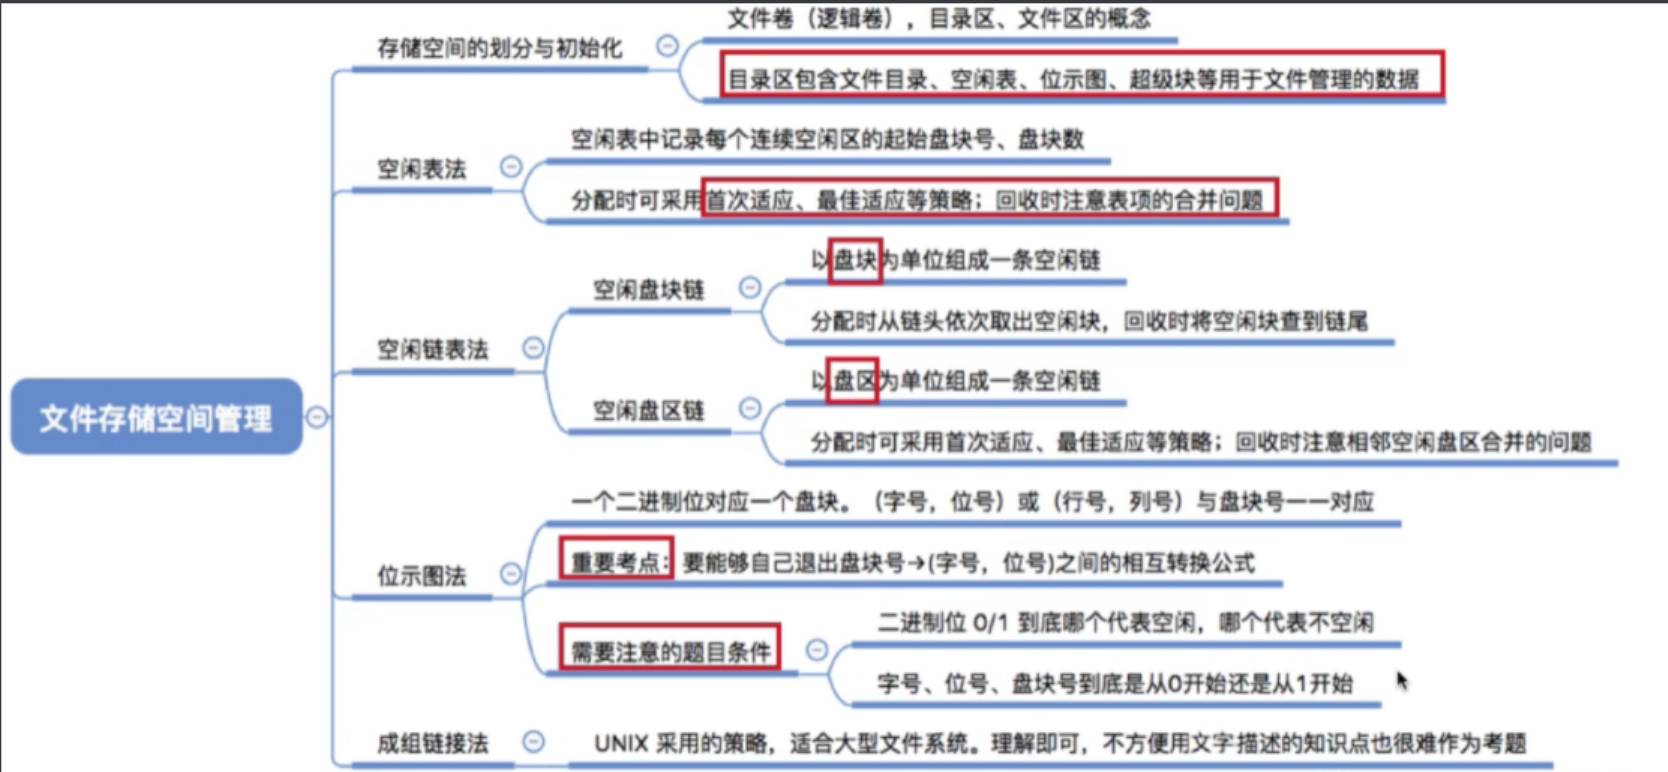 文件卷（逻辑卷），目录区、文件区的概念
存储空间的划分与初始化
目录区包含文件目录、空闲表、位示图、超级块等用于文件管理的数据
空闲表中记录每个连续空闲区的起始盘块号、盘块数
空闲表法
分配时可采用首次适应、最佳适应等策略；回收时注意表项的合并问题
以盘块为单位组成一条空闲链
空闲盘块链
分配时从链头依次取出空闲块，回收时将空闲块查到链尾
空闲链表法
以盘区为单位组成一条空闲链
空闲盘区链
分配时可采用首次适应、最佳适应等策略；回收时注意相邻空闲盘区合并的问题
文件存储空间管理
一个二进制位对应一个盘块。（字号，位号）或（行号，列号）与盘块号一一对应
重要考点：要能够自己退出盘块号→(字号，位号)之间的相互转换公式
位示图法
二进制位 0/1 到底哪个代表空闲，哪个代表不空闲
需要注意的题目条件
字号、位号、盘块号到底是从0开始还是从1开始
成组链接法
UNIX 采用的策略，适合大型文件系统。理解即可，不方便用文字描述的知识点也很难作为考题